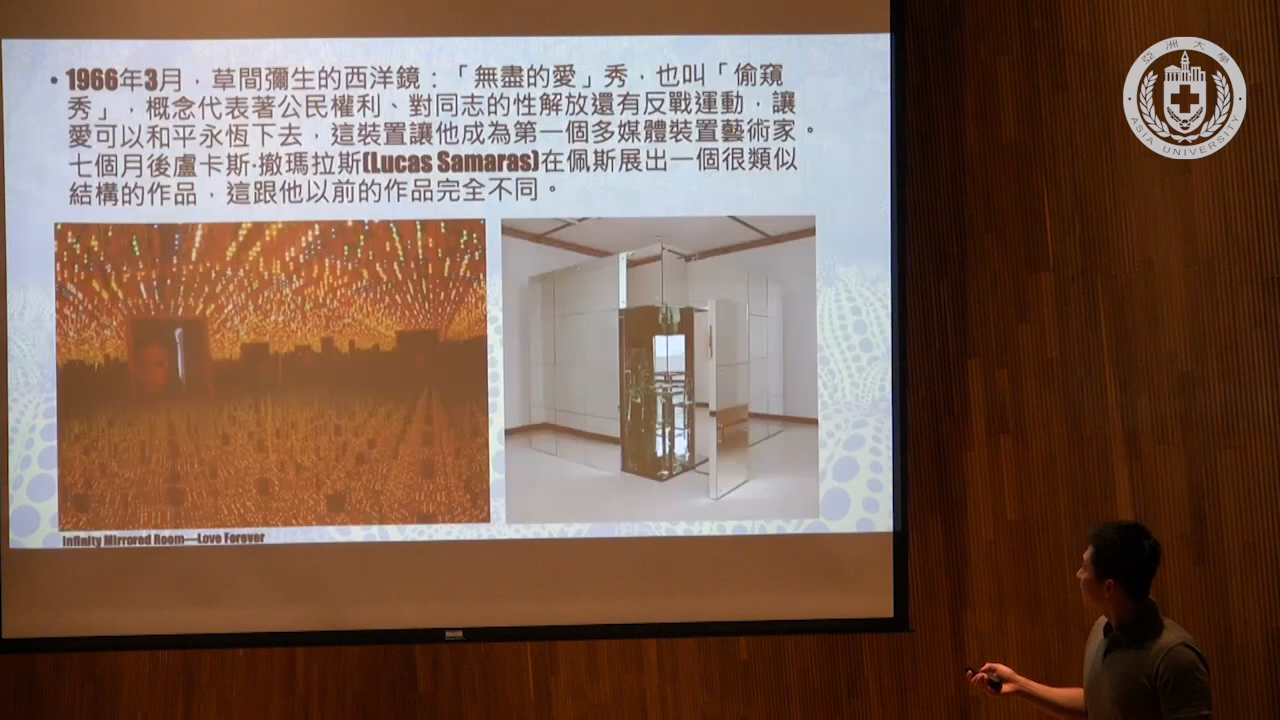 • 1966年3月，草間彌生的西洋鏡：「無盡的愛」秀，也叫「偷窺
秀」，概念代表著公民權利、對同志的性解放還有反戰運動，讓
愛可以和平永恆下去，這裝置讓他成為第一個多媒體裝置藝術家。
七個月後盧卡斯·撒瑪拉斯(Lucas Samaras)在佩斯展出一個很類似
結構的作品，這跟他以前的作品完全不同。
Infinity Mirrored Room—Love Forever
亞洲大學
ASIA UNIVERSITY